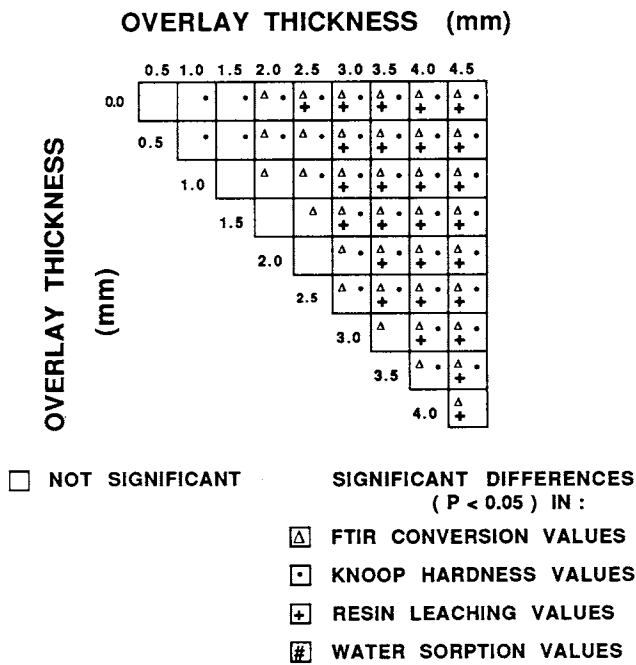 OVERLAY THICKNESS (mm)
0.5 1.0 1.5 2.0 2.5 3.0 3.5 4.0 4.5
0.0
0.5
1.0
1.5
2.0
2.5
3.0
3.5
4.0
OVERLAY THICKNESS
(mm)
NOT SIGNIFICANT
SIGNIFICANT DIFFERENCES
( P < 0.05 ) IN :
Δ FTIR CONVERSION VALUES
• KNOOP HARDNESS VALUES
+ RESIN LEACHING VALUES
# WATER SORPTION VALUES